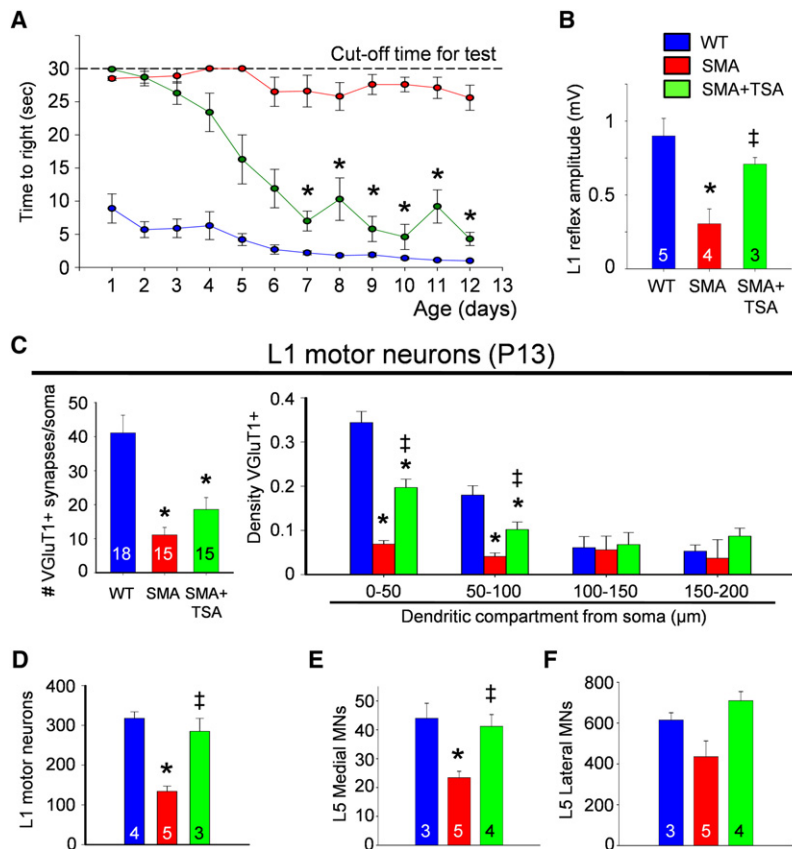 A
Cut-off time for test
Time to right (sec)
30
25
20
15
10
5
0
* * * * * *
1 2 3 4 5 6 7 8 9 10 11 12 13
Age (days)
B
WT
SMA
SMA+TSA
L1 reflex amplitude (mV)
1
0.5
0
*
‡
5 4 3
WT SMA SMA+
TSA
C
L1 motor neurons (P13)
# VGluT1+ synapses/soma
50
40
30
20
10
0
* *
18 15 15
WT SMA SMA+
TSA
Density VGluT1+
0.4
0.3
0.2
0.1
0
‡ ‡
* * * *
0-50 50-100 100-150 150-200
Dendritic compartment from soma (µm)
D
L1 motor neurons
400
300
200
100
0
*
‡
4 5 3
E
L5 Medial MNs
50
40
30
20
10
0
*
‡
3 5 4
F
L5 Lateral MNs
800
600
400
200
0
3 5 4